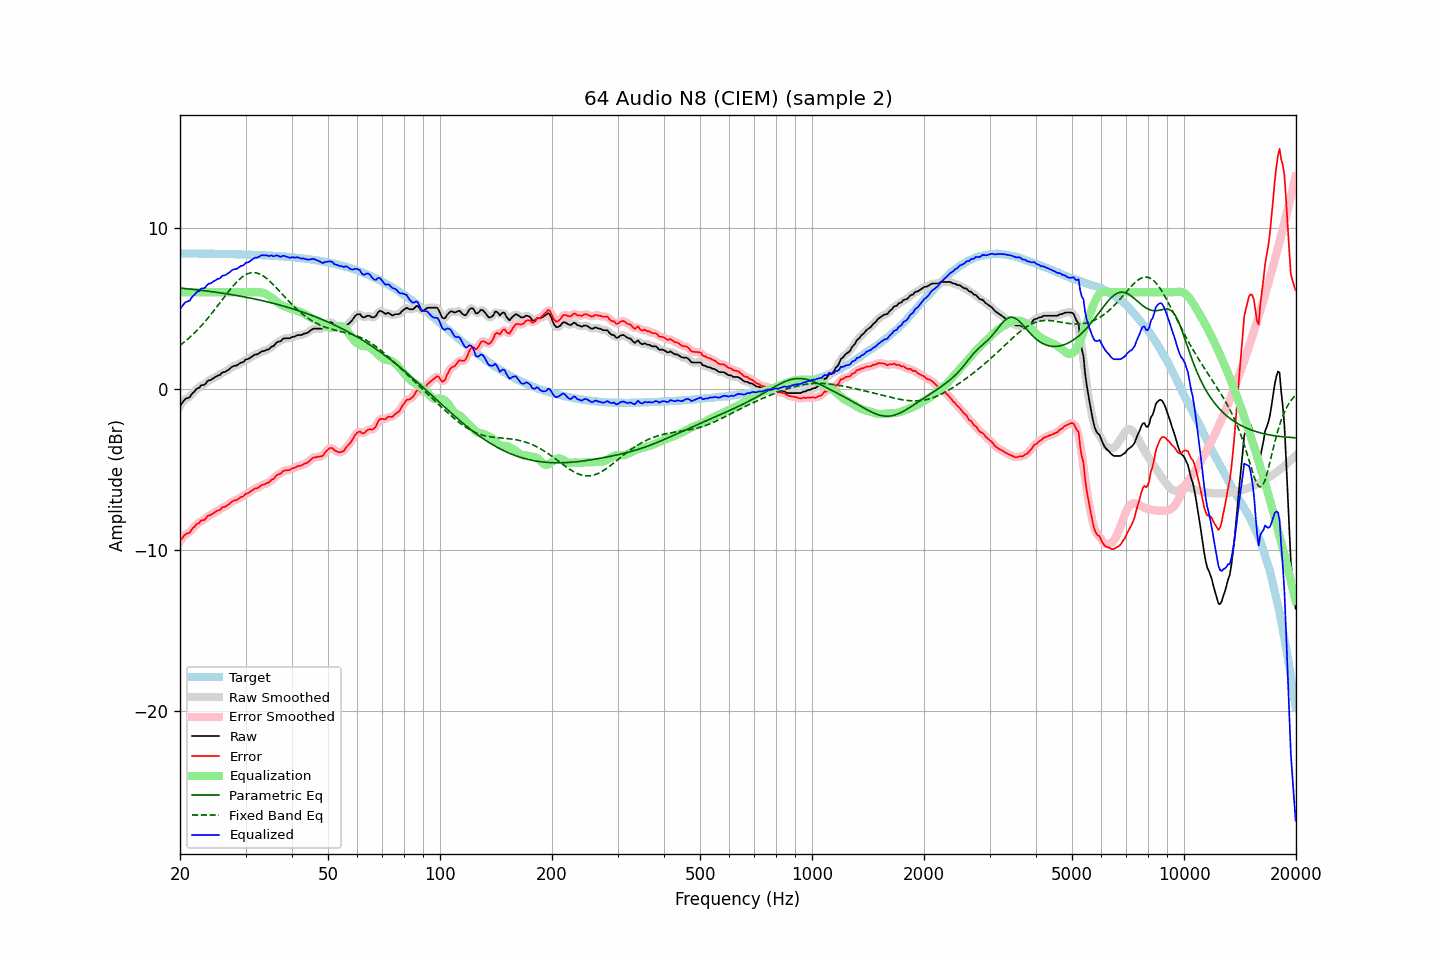 64 Audio N8 (CIEM) (sample 2)
Amplitude (dBr)
10
0
−10
−20
Target
Raw Smoothed
Error Smoothed
Raw
Error
Equalization
Parametric Eq
Fixed Band Eq
Equalized
20 50 100 200 500 1000 2000 5000 10000 20000
Frequency (Hz)